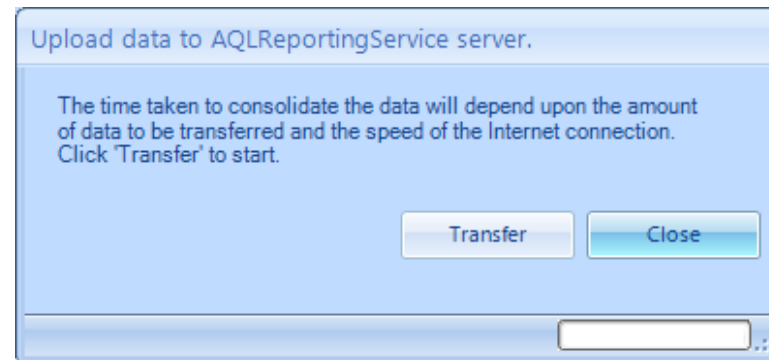 Upload data to AQLReportingService server.
The time taken to consolidate the data will depend upon the amount
of data to be transferred and the speed of the Internet connection.
Click 'Transfer' to start.
Transfer Close